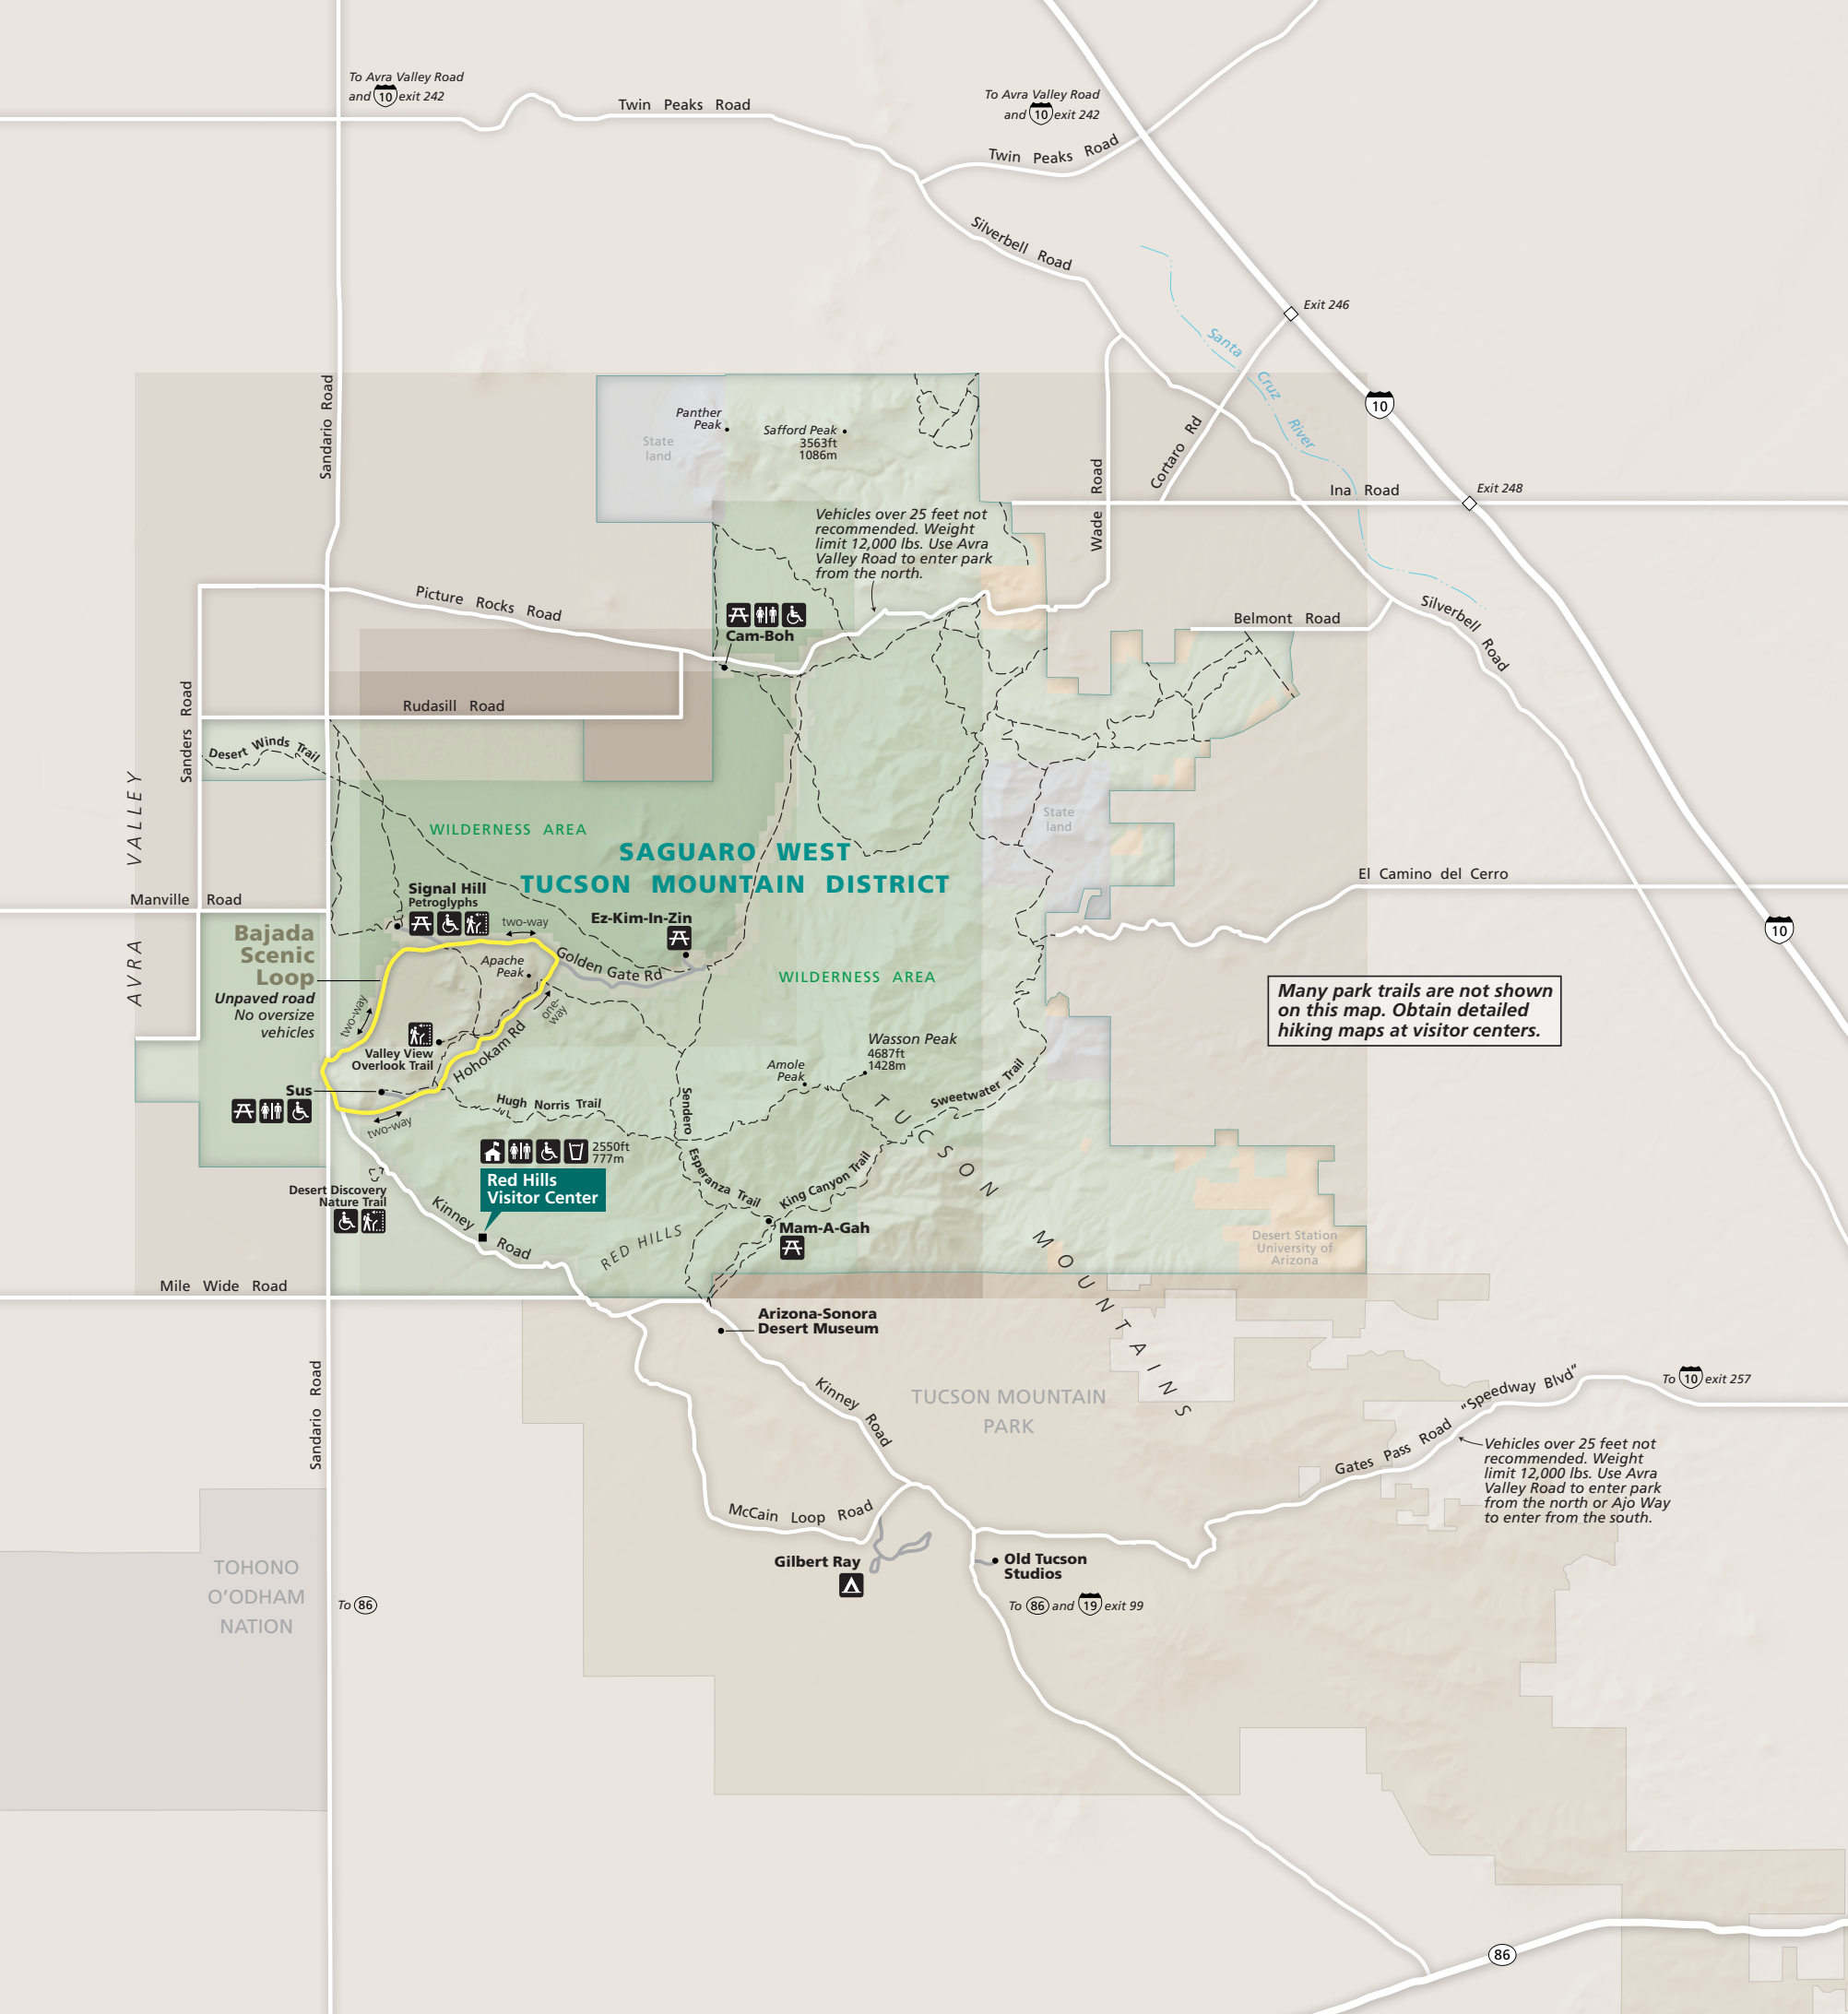 To Avra Valley Road
and 10 exit 242
Twin Peaks Road
To Avra Valley Road
and 10 exit 242
Twin Peaks Road
Silverbell Road
Exit 246
Santa
Cruz
River
10
Sandario Road
Panther
Peak
State
land
Safford Peak
3563ft
1086m
Cortaro Rd
Wade Road
Ina Road
Exit 248
Vehicles over 25 feet not
recommended. Weight
limit 12,000 lbs. Use Avra
Valley Road to enter park
from the north.
Picture Rocks Road
Cam-Boh
Belmont Road
Silverbell Road
Sanders Road
Rudasill Road
Desert Winds Trail
AVRA VALLEY
WILDERNESS AREA
SAGUARO WEST
TUCSON MOUNTAIN DISTRICT
State
land
El Camino del Cerro
10
Manville Road
Signal Hill
Petroglyphs
two-way
Ez-Kim-In-Zin
Bajada
Scenic
Loop
Unpaved road
No oversize
vehicles
Apache
Peak
Golden Gate Rd
WILDERNESS AREA
two-way
one-
way
Many park trails are not shown
on this map. Obtain detailed
hiking maps at visitor centers.
Valley View
Overlook Trail
Hohokam Rd
Wasson Peak
4687ft
1428m
Amole
Peak
Sus
two-way
Hugh Norris Trail
Sendero
Esperanza Trail
Sweetwater Trail
TUCSON MOUNTAINS
2550ft
777m
Red Hills
Visitor Center
King Canyon Trail
Desert Discovery
Nature Trail
Kinney
Road
RED HILLS
Mam-A-Gah
Desert Station
University of
Arizona
Mile Wide Road
Arizona-Sonora
Desert Museum
Sandario Road
Kinney Road
TUCSON MOUNTAIN
PARK
To 10 exit 257
Gates Pass Road “Speedway Blvd”
Vehicles over 25 feet not
recommended. Weight
limit 12,000 lbs. Use Avra
Valley Road to enter park
from the north or Ajo Way
to enter from the south.
McCain Loop Road
Gilbert Ray
Old Tucson
Studios
TOHONO
O’ODHAM
NATION
To 86
To 86 and 19 exit 99
86